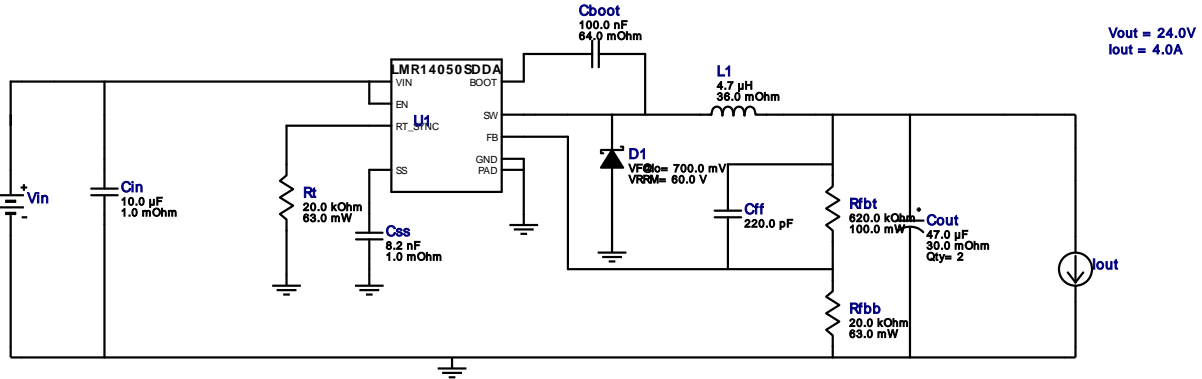 Cboot
100.0 nF
64.0 mOhm
Vout = 24.0V
Iout = 4.0A
LMR14050SDDA
VIN
BOOT
EN
SW
U1
RT_SYNC
FB
GND
SS
PAD
L1
4.7 µH
36.0 mOhm
D1
= 700.0 mV
VRRM= 60.0 V
Vin
+
-
Cin
10.0 µF
1.0 mOhm
Rt
20.0 kOhm
63.0 mW
Css
8.2 nF
1.0 mOhm
Cff
220.0 pF
Rfbt
620.0 kOhm
100.0 mW
Cout
47.0 µF
30.0 mOhm
Qty= 2
Iout
Rfbb
20.0 kOhm
63.0 mW